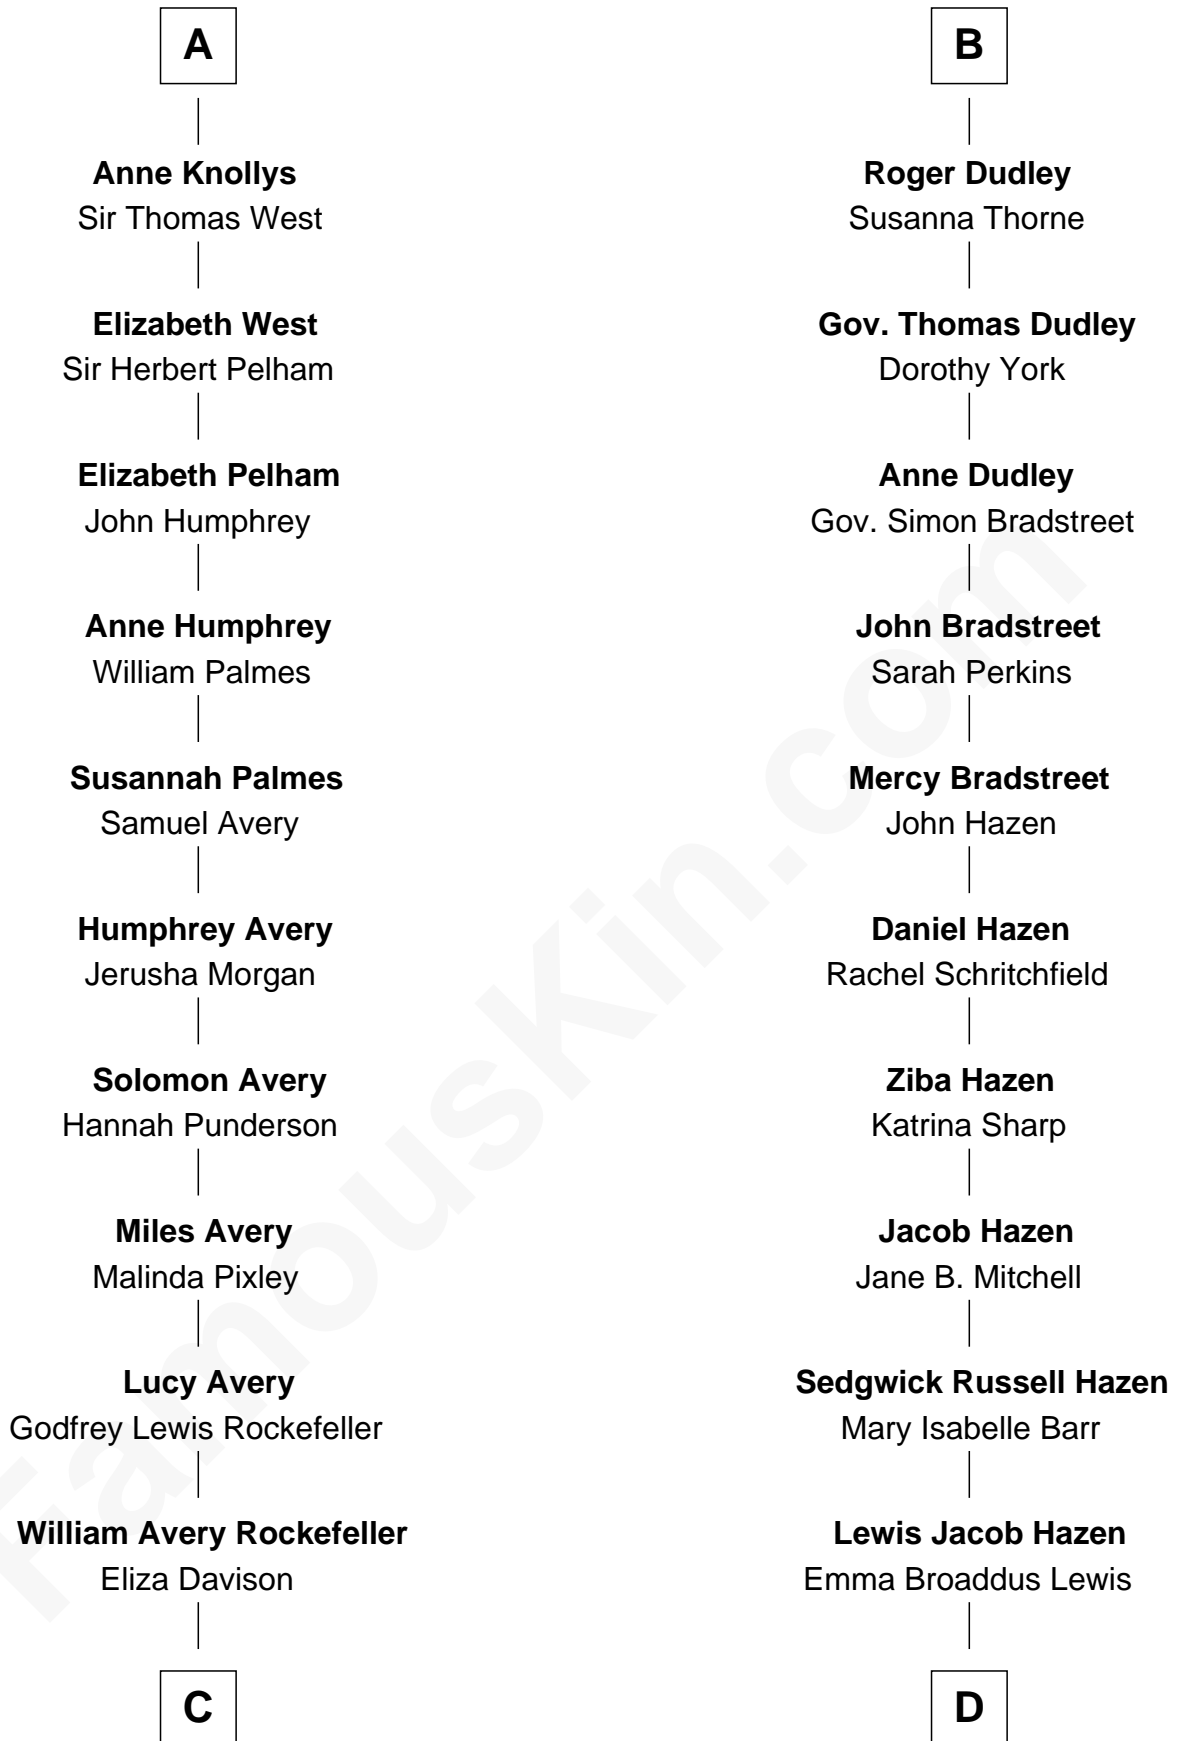 A
Anne Knollys
Sir Thomas West
Elizabeth West
Sir Herbert Pelham
Elizabeth Pelham
John Humphrey
Anne Humphrey
William Palmes
Susannah Palmes
Samuel Avery
Humphrey Avery
Jerusha Morgan
Solomon Avery
Hannah Punderson
Miles Avery
Malinda Pixley
Lucy Avery
Godfrey Lewis Rockefeller
William Avery Rockefeller
Eliza Davison
C
B
Roger Dudley
Susanna Thorne
Gov. Thomas Dudley
Dorothy York
Anne Dudley
Gov. Simon Bradstreet
John Bradstreet
Sarah Perkins
Mercy Bradstreet
John Hazen
Daniel Hazen
Rachel Schritchfield
Ziba Hazen
Katrina Sharp
Jacob Hazen
Jane B. Mitchell
Sedgwick Russell Hazen
Mary Isabelle Barr
Lewis Jacob Hazen
Emma Broaddus Lewis
D
FamousKin.com